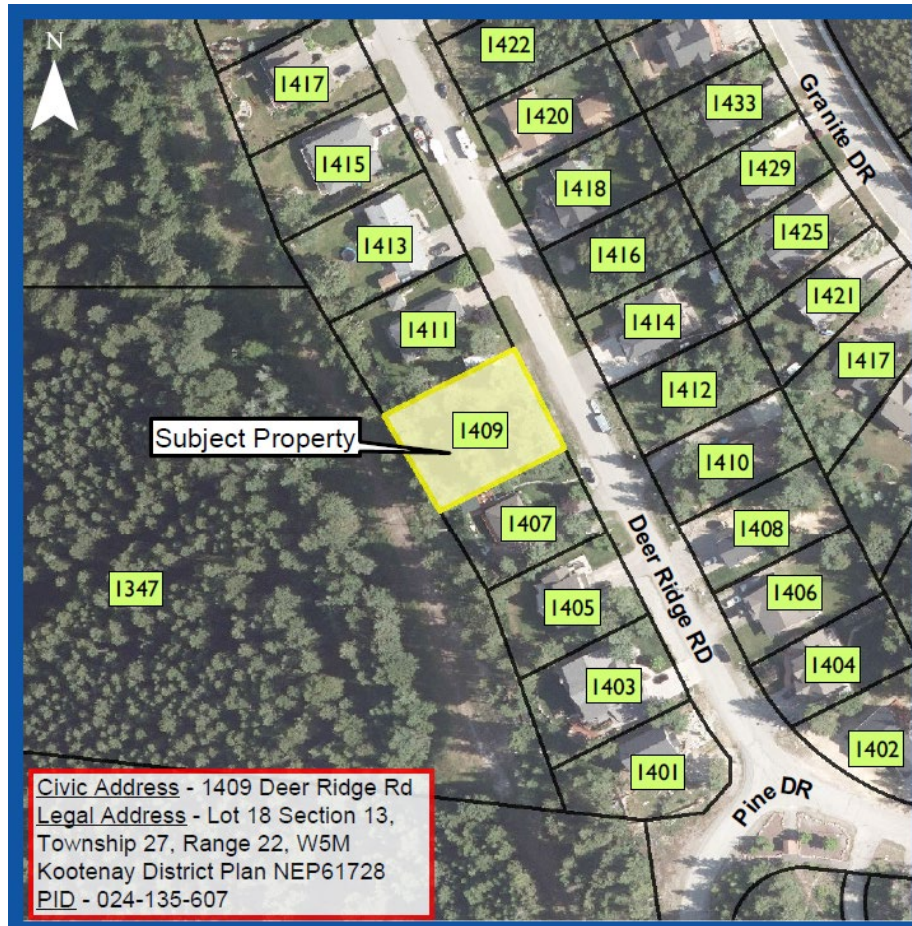 N
1422
1417
1420
1433
Granite DR
1415
1418
1429
1413
1416
1425
1421
1411
1414
1417
1412
1409
Subject Property
1410
1407
1408
Deer Ridge RD
1347
1405
1406
1403
1404
1401
1402
Pine DR
Civic Address - 1409 Deer Ridge Rd
Legal Address - Lot 18 Section 13,
Township 27, Range 22, W5M
Kootenay District Plan NEP61728
PID - 024-135-607